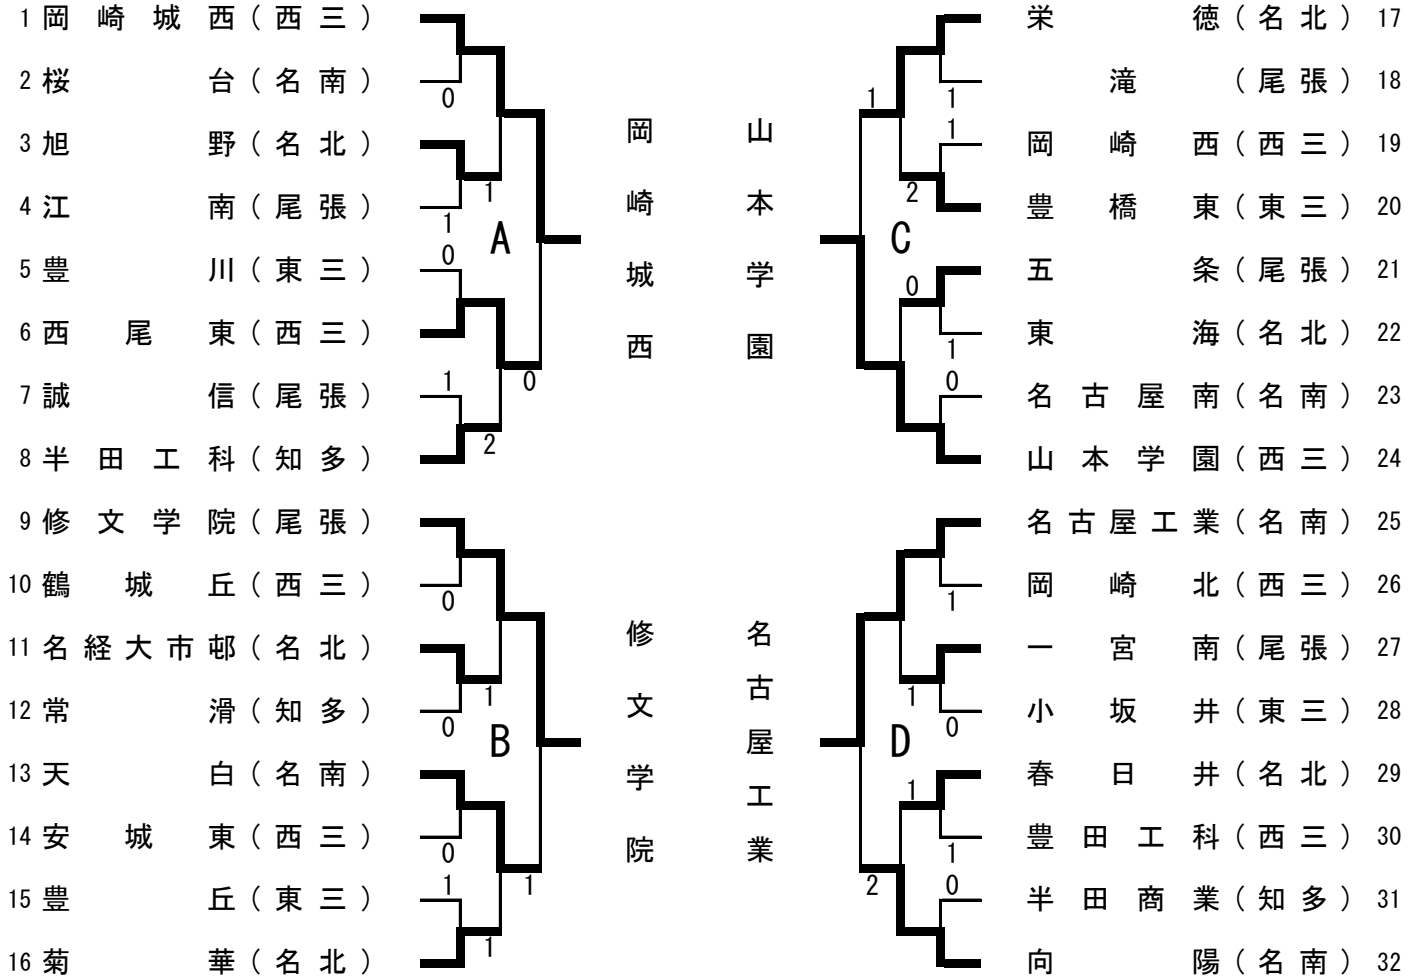 1 岡崎城西(西三)
2 桜台(名南)
0
3 旭野(名北)
1
4 江南(尾張)
1
A
5 豊川(東三)
0
6 西尾東(西三)
0
7 誠信(尾張)
1
2
8 半田工科(知多)
岡崎城西
9 修文学院(尾張)
10 鶴城丘(西三)
0
11 名経大市邨(名北)
1
12 常滑(知多)
0
B
13 天白(名南)
14 安城東(西三)
0
1
15 豊丘(東三)
1
1
16 菊華(名北)
修文学院
山本学園
栄徳(名北) 17
滝(尾張) 18
1
1
岡崎西(西三) 19
1
2
豊橋東(東三) 20
C
五条(尾張) 21
0
東海(名北) 22
1
名古屋南(名南) 23
0
山本学園(西三) 24
名古屋工業
名古屋工業(名南) 25
岡崎北(西三) 26
1
一宮南(尾張) 27
1
小坂井(東三) 28
0
D
春日井(名北) 29
1
豊田工科(西三) 30
1
2
半田商業(知多) 31
0
向陽(名南) 32